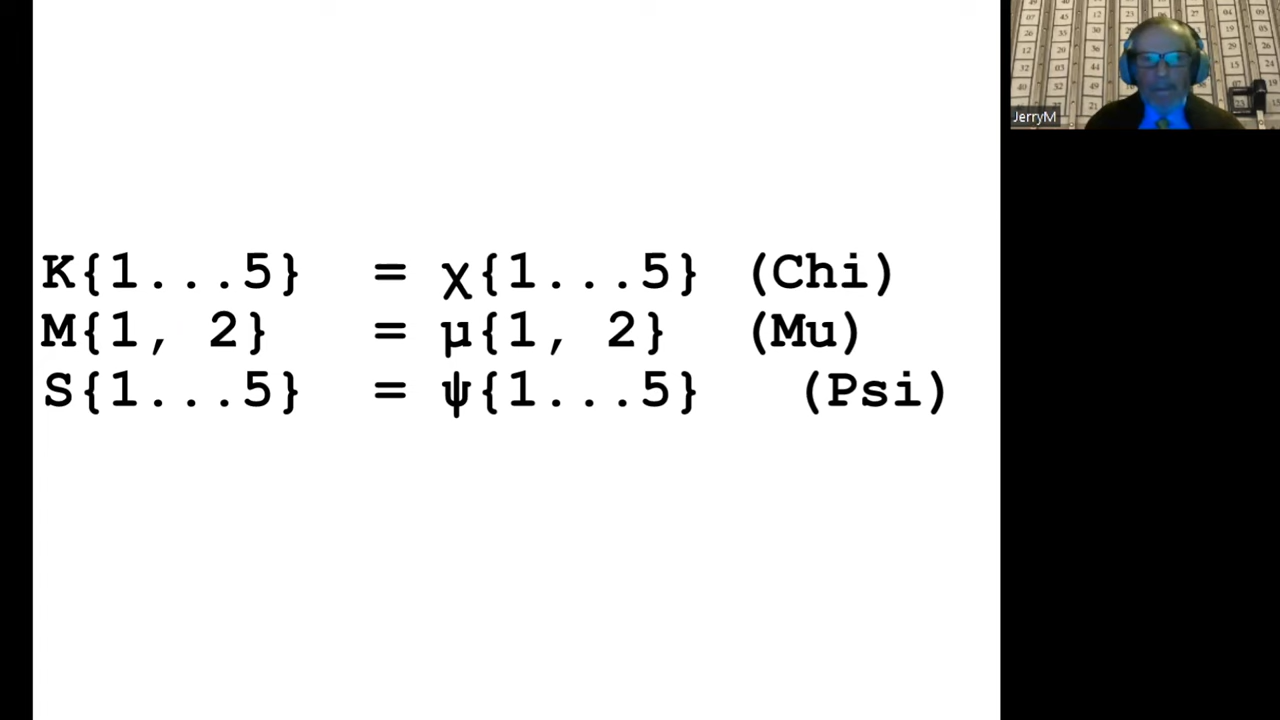 K{1...5} = χ{1...5} (Chi)
M{1, 2} = μ{1, 2} (Mu)
S{1...5} = ψ{1...5} (Psi)
JerryM